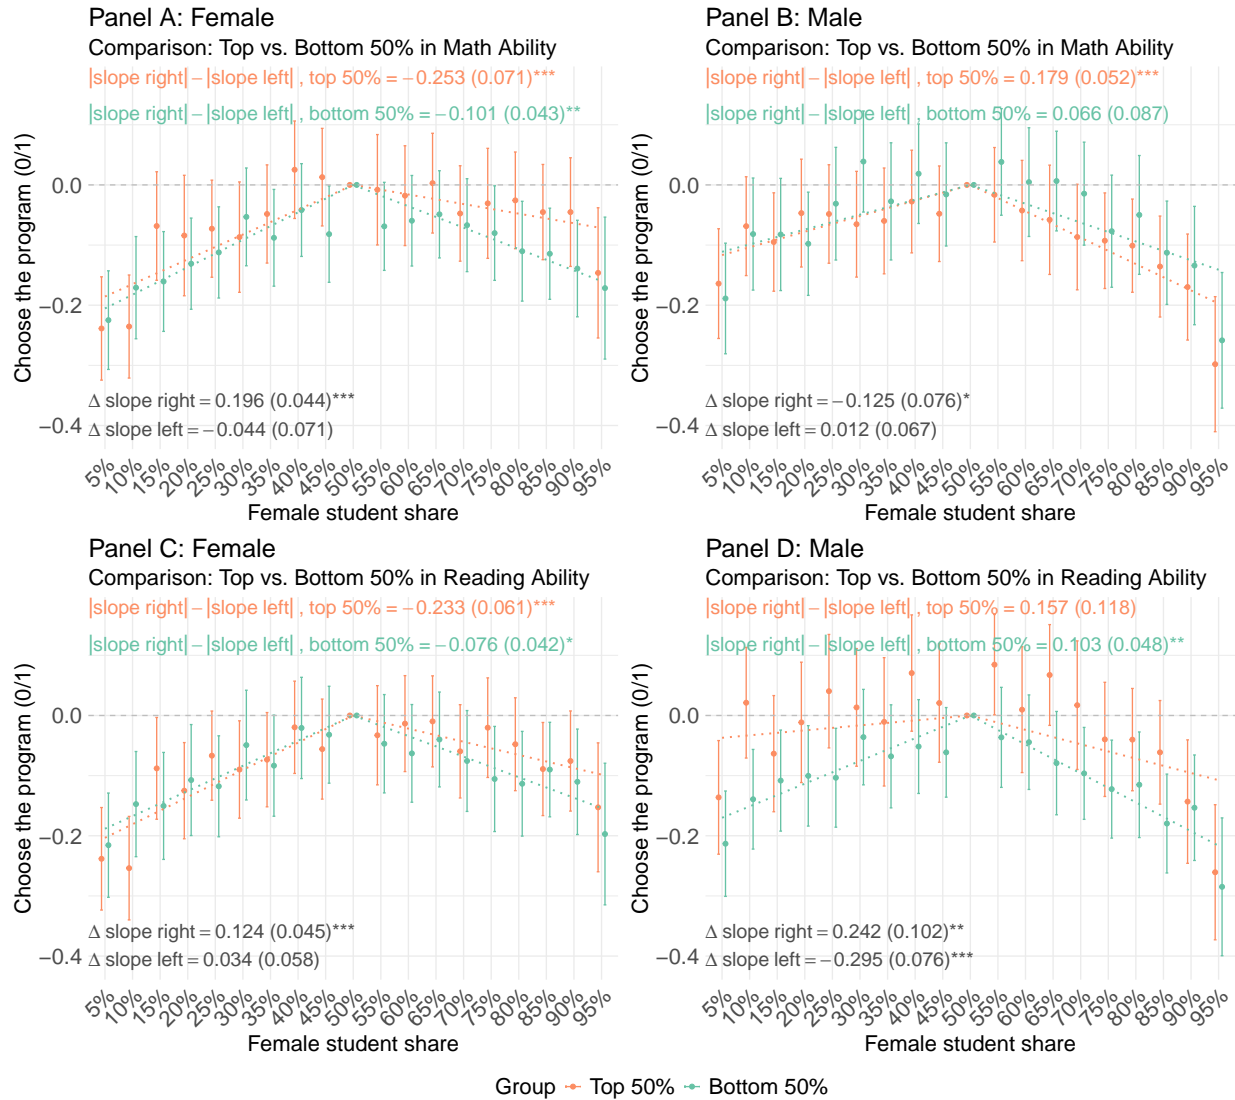 Panel A: Female
Comparison: Top vs. Bottom 50% in Math Ability
|slope right| − |slope left| , top 50% = −0.253 (0.071)***
|slope right| − |slope left| , bottom 50% = −0.101 (0.043)**
Choose the program (0/1)
0.0
−0.2
−0.4
Δ slope right = 0.196 (0.044)***
Δ slope left = −0.044 (0.071)
5% 10% 15% 20% 25% 30% 35% 40% 45% 50% 55% 60% 65% 70% 75% 80% 85% 90% 95%
Female student share
Panel B: Male
Comparison: Top vs. Bottom 50% in Math Ability
|slope right| − |slope left| , top 50% = 0.179 (0.052)***
|slope right| − |slope left| , bottom 50% = 0.066 (0.087)
Choose the program (0/1)
0.0
−0.2
−0.4
Δ slope right = −0.125 (0.076)*
Δ slope left = 0.012 (0.067)
5% 10% 15% 20% 25% 30% 35% 40% 45% 50% 55% 60% 65% 70% 75% 80% 85% 90% 95%
Female student share
Panel C: Female
Comparison: Top vs. Bottom 50% in Reading Ability
|slope right| − |slope left| , top 50% = −0.233 (0.061)***
|slope right| − |slope left| , bottom 50% = −0.076 (0.042)*
Choose the program (0/1)
0.0
−0.2
−0.4
Δ slope right = 0.124 (0.045)***
Δ slope left = 0.034 (0.058)
5% 10% 15% 20% 25% 30% 35% 40% 45% 50% 55% 60% 65% 70% 75% 80% 85% 90% 95%
Female student share
Panel D: Male
Comparison: Top vs. Bottom 50% in Reading Ability
|slope right| − |slope left| , top 50% = 0.157 (0.118)
|slope right| − |slope left| , bottom 50% = 0.103 (0.048)**
Choose the program (0/1)
0.0
−0.2
−0.4
Δ slope right = 0.242 (0.102)**
Δ slope left = −0.295 (0.076)***
5% 10% 15% 20% 25% 30% 35% 40% 45% 50% 55% 60% 65% 70% 75% 80% 85% 90% 95%
Female student share
Group Top 50% Bottom 50%